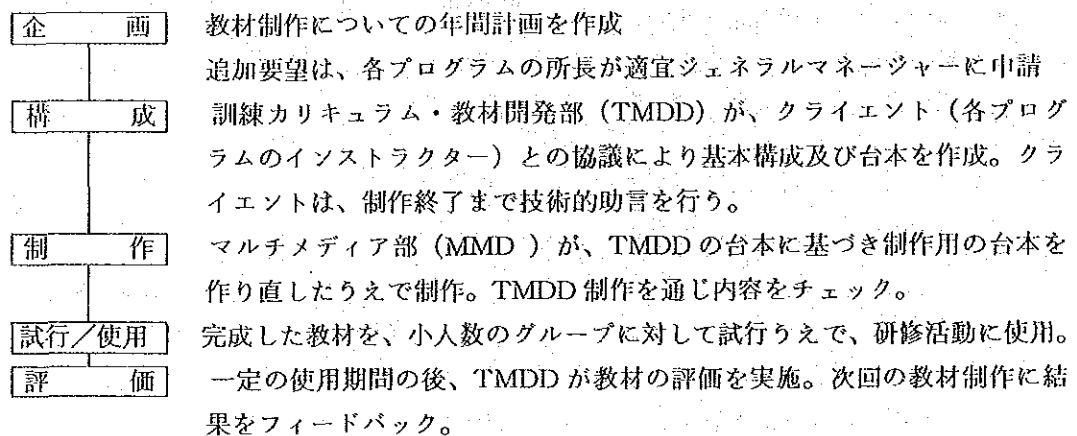 企　　画　教材制作についての年間計画を作成
追加要望は、各プログラムの所長が適宜ジェネラルマネージャーに申請
構　　成　訓練カリキュラム・教材開発部（TMDD）が、クライエント（各プログ
ラムのインストラクター）との協議により基本構成及び台本を作成。クラ
イエントは、制作終了まで技術的助言を行う。
制　　作　マルチメディア部（MMD ）が、TMDDの台本に基づき制作用の台本を
作り直したうえで制作。TMDD制作を通じ内容をチェック。
試行／使用　完成した教材を、小人数のグループに対して試行うえで、研修活動に使用。
評　　価　一定の使用期間の後、TMDDが教材の評価を実施。次回の教材制作に結
果をフィードバック。